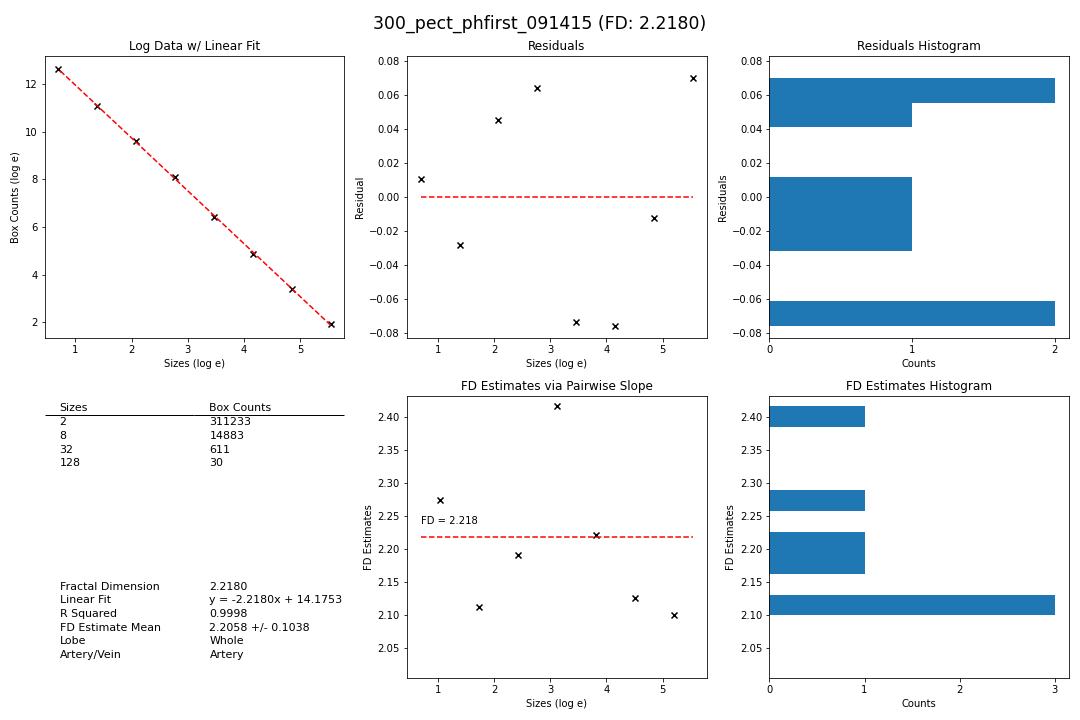 300_pect_phfirst_091415 (FD: 2.2180)
Log Data w/ Linear Fit
Box Counts (log e)
12
10
8
6
4
2
1 2 3 4 5
Sizes (log e)
Residuals
Residual
0.08
0.06
0.04
0.02
0.00
−0.02
−0.04
−0.06
−0.08
1 2 3 4 5
Sizes (log e)
Residuals Histogram
Residuals
0.08
0.06
0.04
0.02
0.00
−0.02
−0.04
−0.06
−0.08
0 1 2
Counts
Sizes Box Counts
2 311233
8 14883
32 611
128 30
Fractal Dimension 2.2180
Linear Fit y = -2.2180x + 14.1753
R Squared 0.9998
FD Estimate Mean 2.2058 +/- 0.1038
Lobe Whole
Artery/Vein Artery
FD Estimates via Pairwise Slope
FD Estimates
2.40
2.35
2.30
2.25
2.20
2.15
2.10
2.05
FD = 2.218
1 2 3 4 5
Sizes (log e)
FD Estimates Histogram
FD Estimates
2.40
2.35
2.30
2.25
2.20
2.15
2.10
2.05
0 1 2 3
Counts